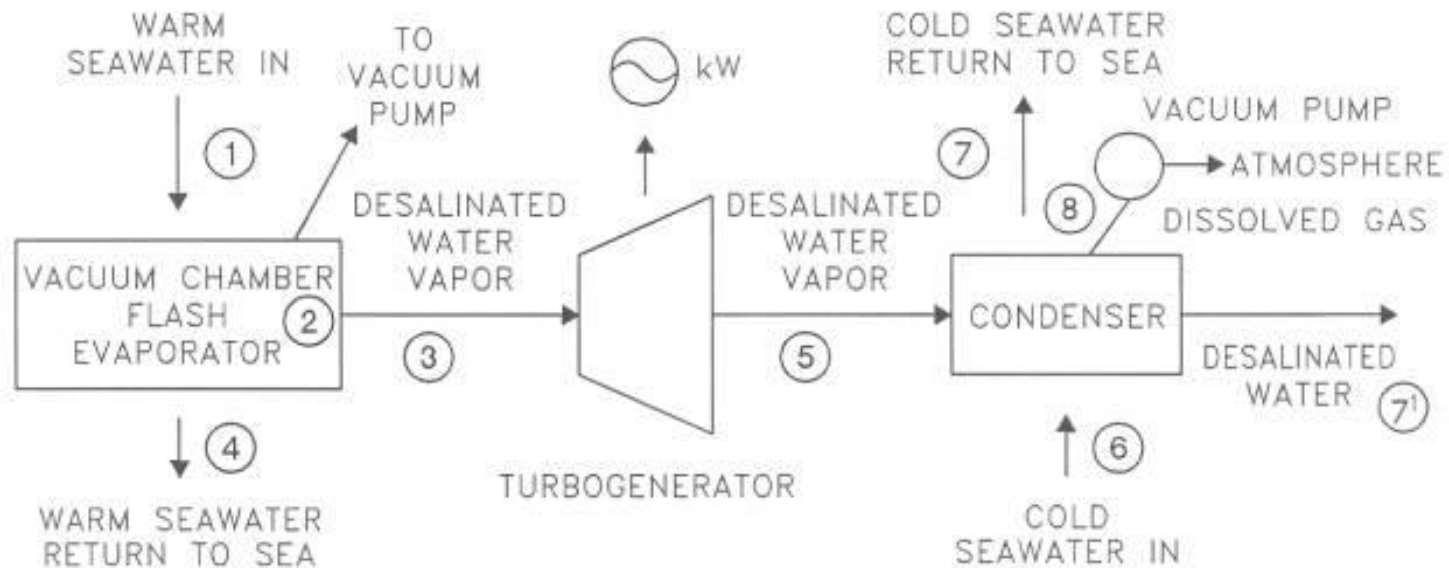 WARM
SEAWATER IN
TO
VACUUM
PUMP
kW
COLD SEAWATER
RETURN TO SEA
VACUUM PUMP
1
7
8
ATMOSPHERE
DISSOLVED GAS
DESALINATED
WATER
VAPOR
DESALINATED
WATER
VAPOR
VACUUM CHAMBER
FLASH
EVAPORATOR
2
3
5
CONDENSER
DESALINATED
WATER
7¹
4
6
TURBOGENERATOR
WARM SEAWATER
RETURN TO SEA
COLD
SEAWATER IN